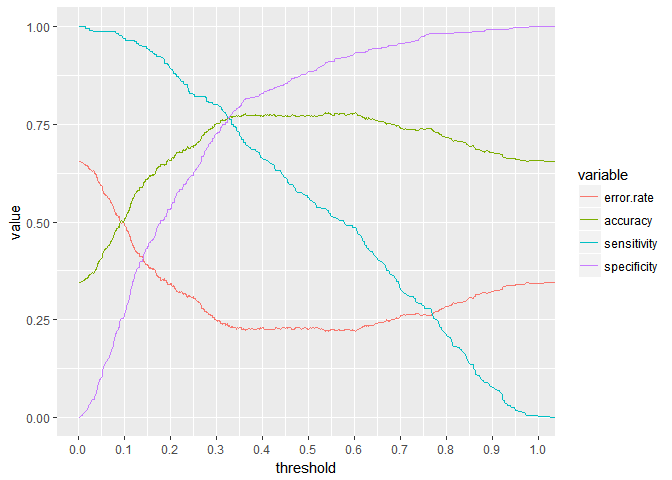 1.00
0.75
0.50
0.25
0.00
value
0.0 0.1 0.2 0.3 0.4 0.5 0.6 0.7 0.8 0.9 1.0
threshold
variable
error.rate
accuracy
sensitivity
specificity